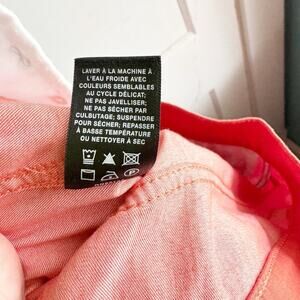 LAVER À LA MACHINE À
L'EAU FROIDE AVEC
COULEURS SEMBLABLES
AU CYCLE DÉLICAT;
NE PAS JAVELLISER;
NE PAS SÉCHER PAR
CULBUTAGE; SUSPENDRE
POUR SÉCHER; REPASSER
À BASSE TEMPÉRATURE
OU NETTOYER À SEC